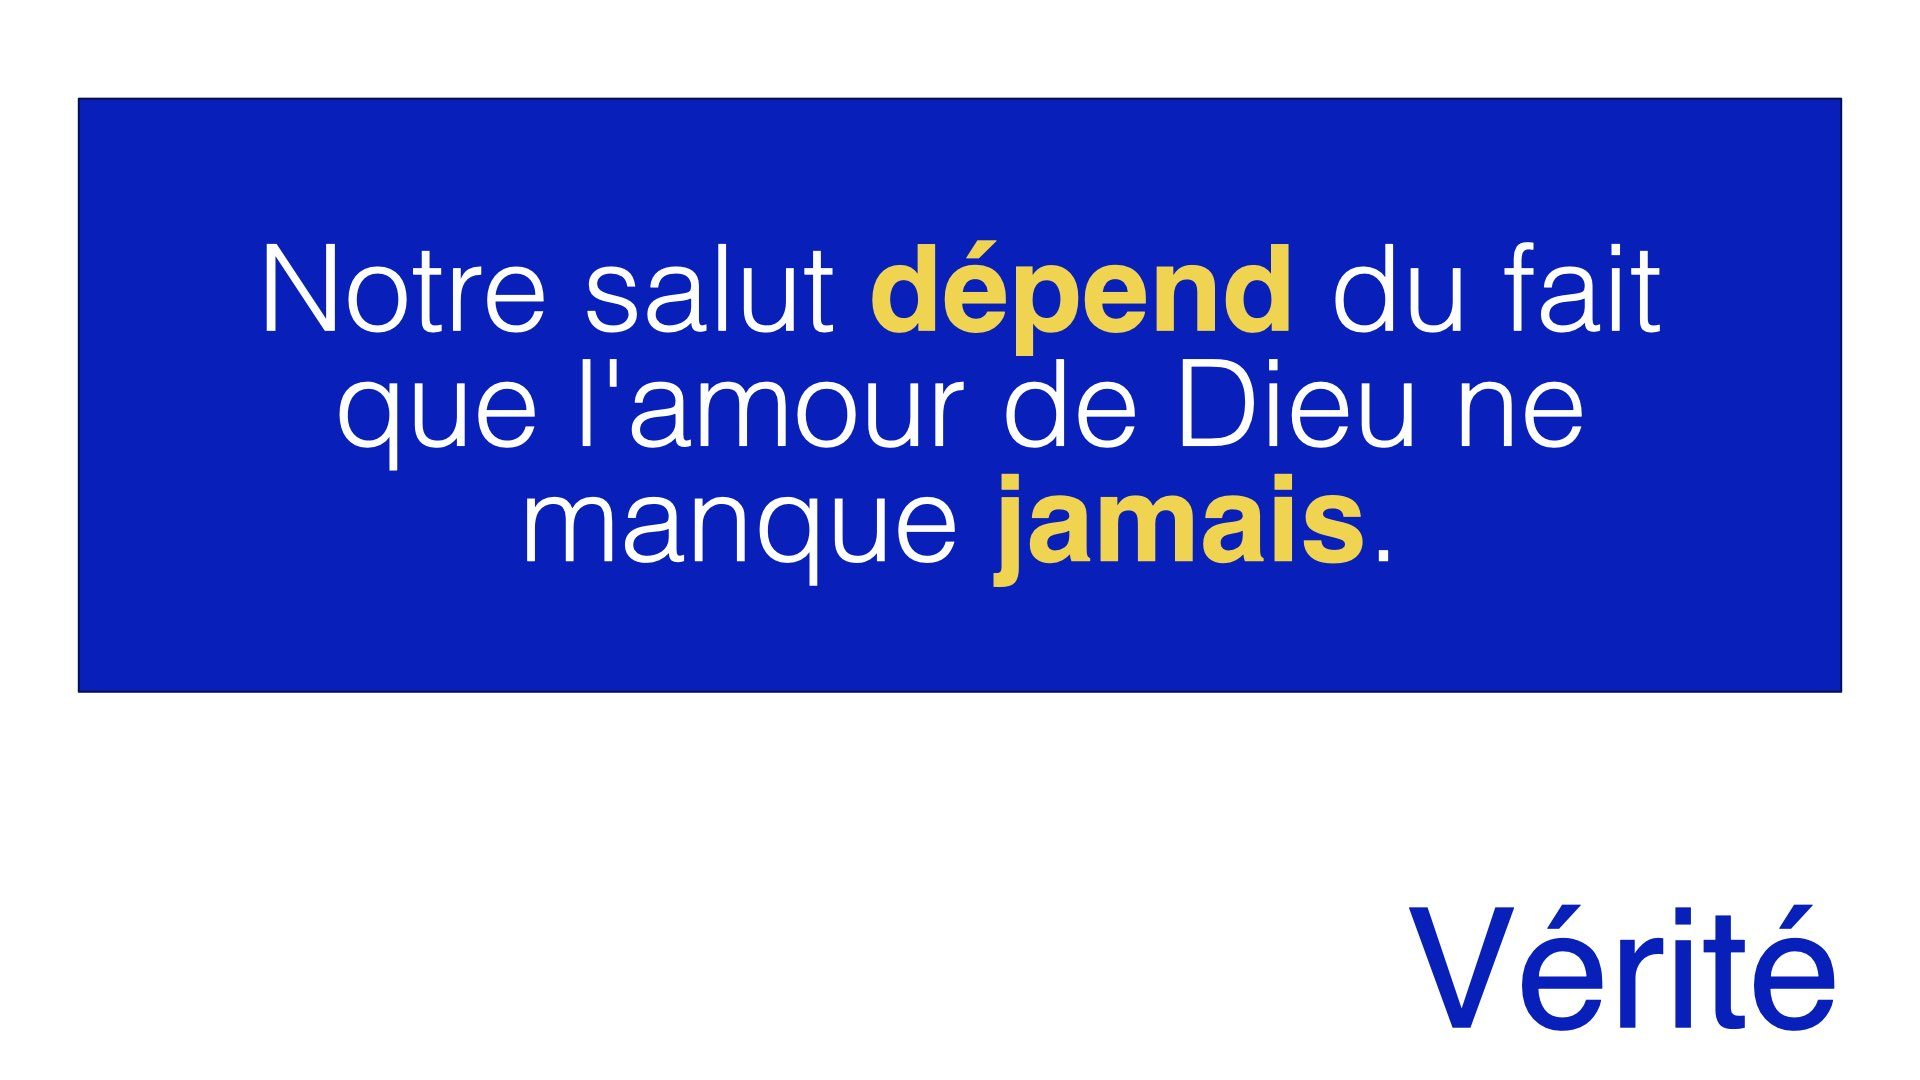 Notre salut dépend du fait
que l'amour de Dieu ne
manque jamais.
Vérité